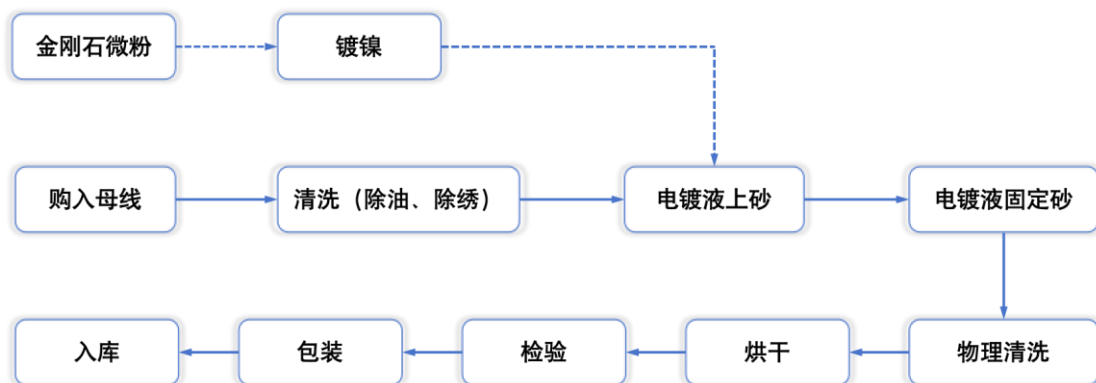 金刚石微粉
镀镍
购入母线
清洗（除油、除绣）
电镀液上砂
电镀液固定砂
入库
包装
检验
烘干
物理清洗